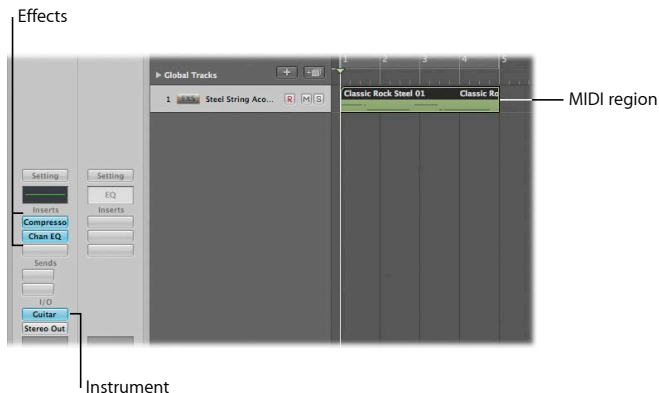 Effects
1 2 3 4 5
Global Tracks
1 Steel String Aco... R M S
Classic Rock Steel 01 Classic Ro
MIDI region
Setting Setting
EQ
Inserts Inserts
Compresso
Chan EQ
Sends
I/O
Guitar
Stereo Out
Instrument